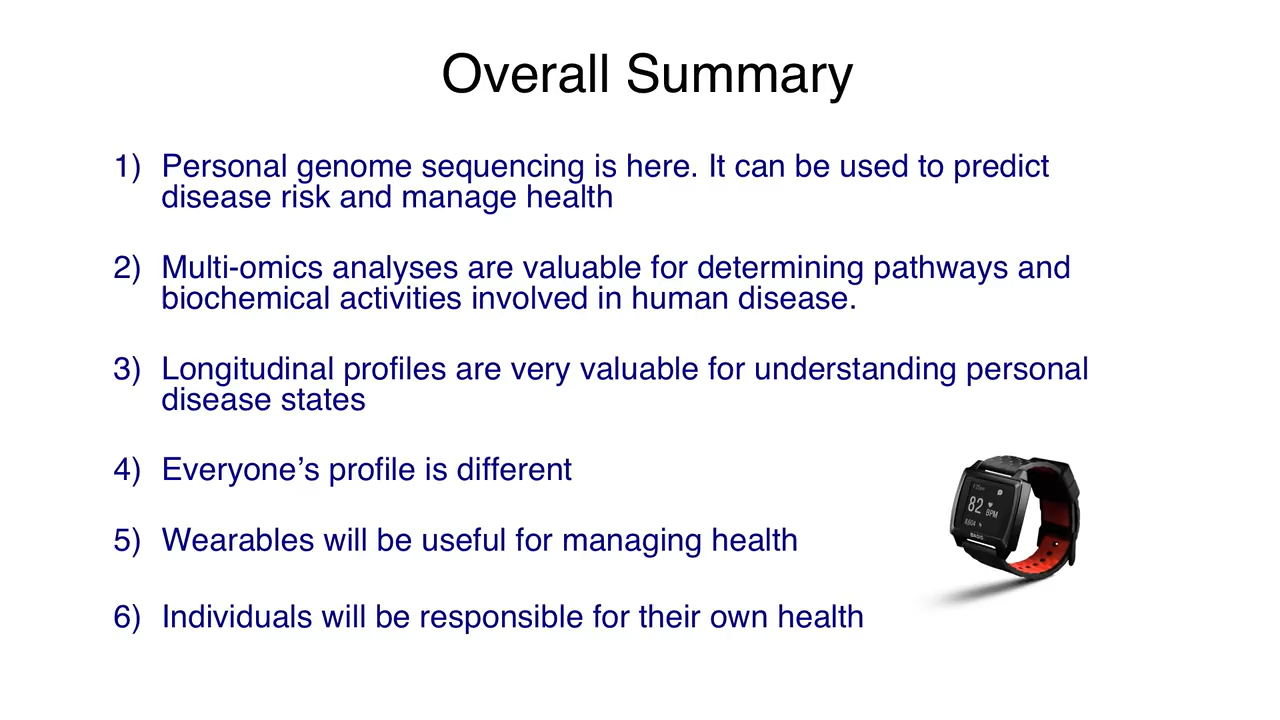 Overall Summary
1) Personal genome sequencing is here. It can be used to predict
disease risk and manage health
2) Multi-omics analyses are valuable for determining pathways and
biochemical activities involved in human disease.
3) Longitudinal profiles are very valuable for understanding personal
disease states
4) Everyone’s profile is different
5) Wearables will be useful for managing health
6) Individuals will be responsible for their own health
82
BPM
BASIS